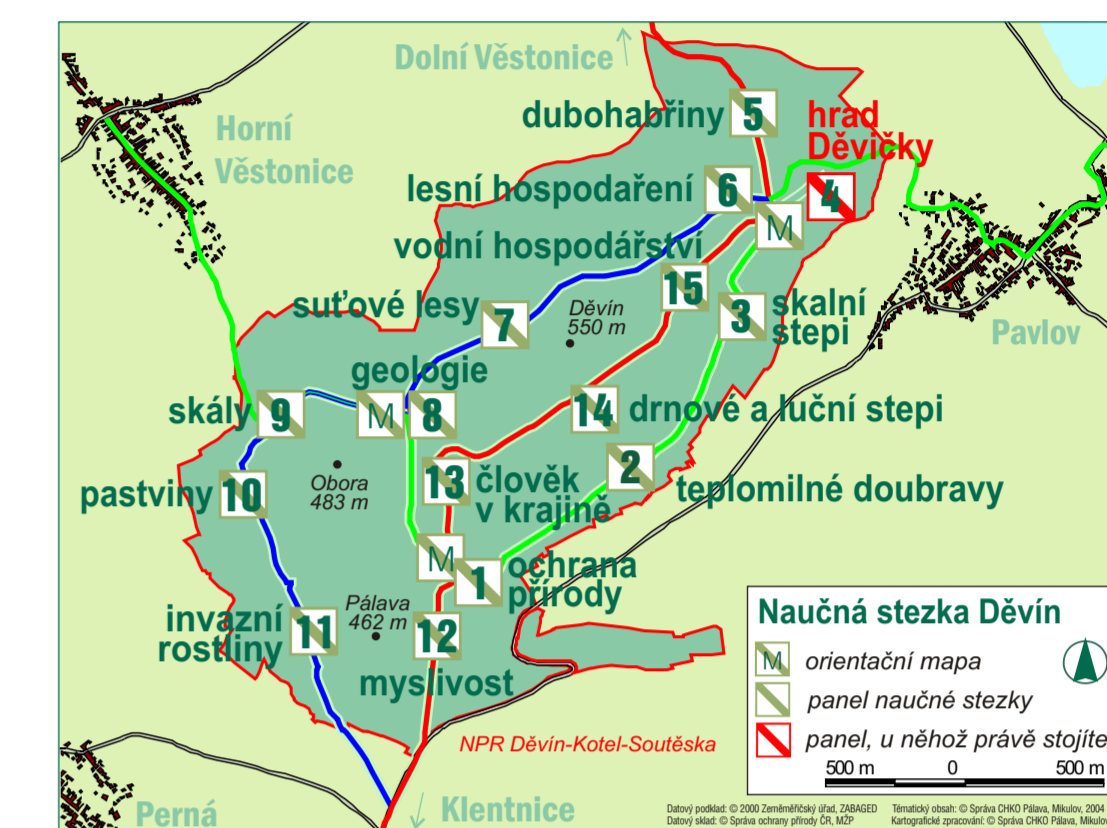 Dolní Věstonice
dubohabřiny
5
hrad
Děvičky
Horní
Věstonice
lesní hospodaření
6
4
M
vodní hospodářství
15
suťové lesy
7
Děvín
550 m
3
skalní
stepi
Pavlov
geologie
skály
9
M
8
14
drnové a luční stepi
Obora
483 m
13
člověk
v krajině
2
teplomilné doubravy
pastviny
10
M
1
ochrana
přírody
invazní
rostliny
11
Pálava
462 m
12
myslivost
NPR Děvín-Kotel-Soutěska
Perná
Klentnice
Naučná stezka Děvín
M
orientační mapa
panel naučné stezky
panel, u něhož právě stojíte
500 m 0 500 m
Datový podklad: © 2000 Zeměměřičský úřad, ZABAGED Tématický obsah: © Správa CHKO Pálava, Mikulov, 2004
Datový sklad: © Správa ochrany přírody ČR, MŽP Kartografické zpracování: © Správa CHKO Pálava, Mikulov